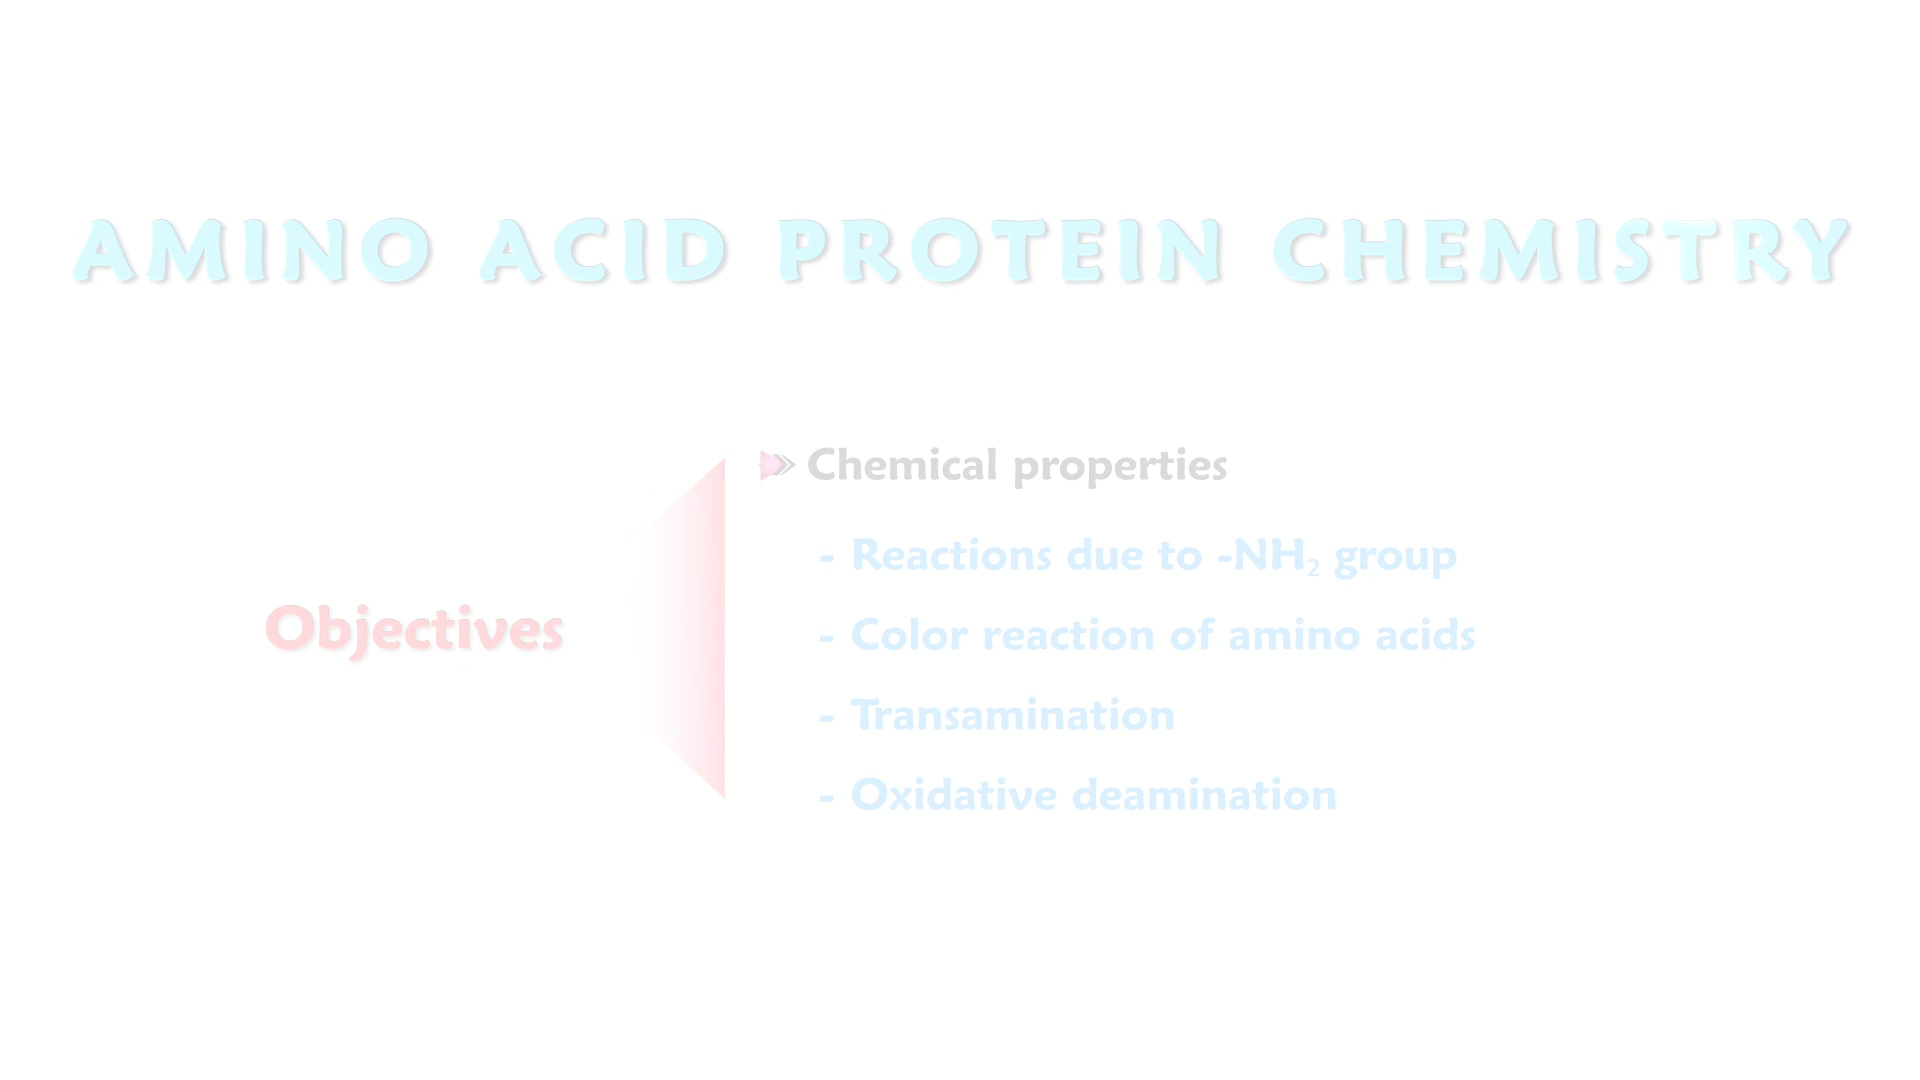 AMINO ACID PROTEIN CHEMISTRY
Objectives
Chemical properties
- Reactions due to -NH₂ group
- Color reaction of amino acids
- Transamination
- Oxidative deamination